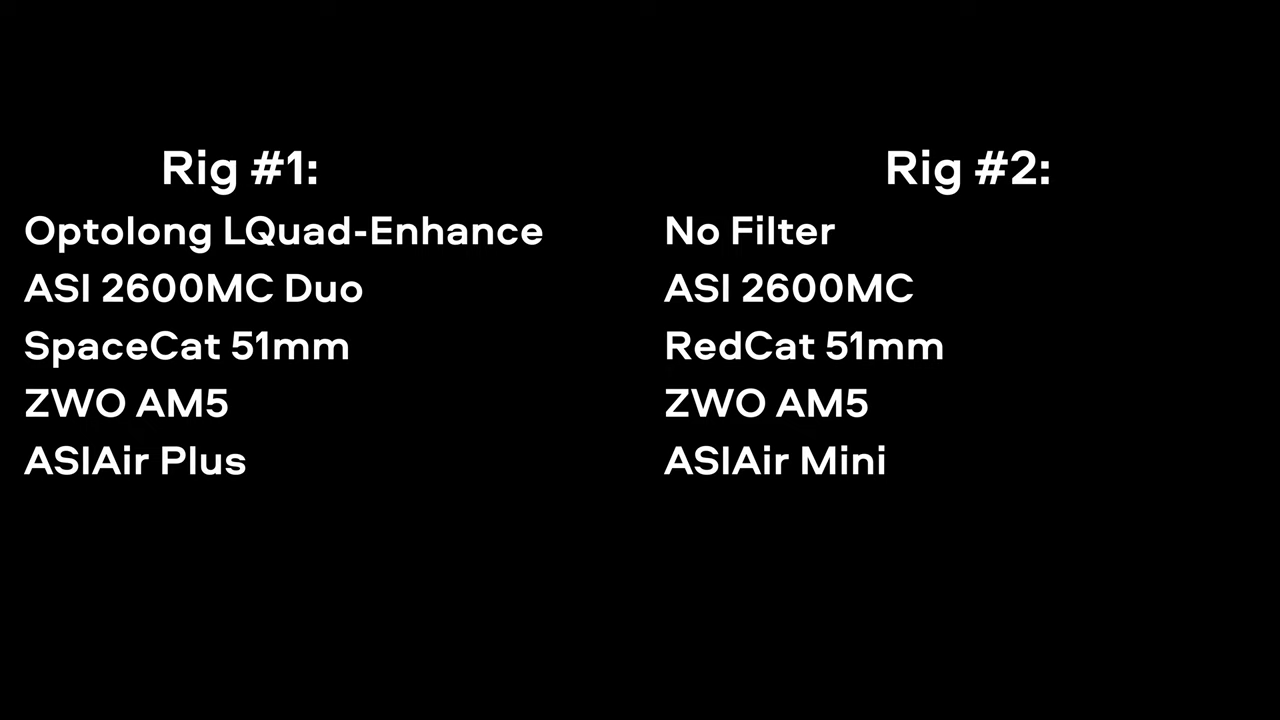 Rig #1:
Optolong LQuad-Enhance
ASI 2600MC Duo
SpaceCat 51mm
ZWO AM5
ASIAir Plus
Rig #2:
No Filter
ASI 2600MC
RedCat 51mm
ZWO AM5
ASIAir Mini